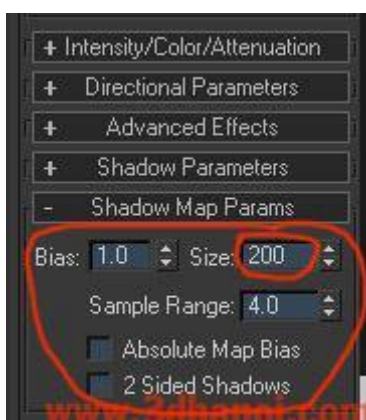 + Intensity/Color/Attenuation
+ Directional Parameters
+ Advanced Effects
+ Shadow Parameters
- Shadow Map Params
Bias: 1.0 Size: 200
Sample Range: 4.0
Absolute Map Bias
2 Sided Shadows